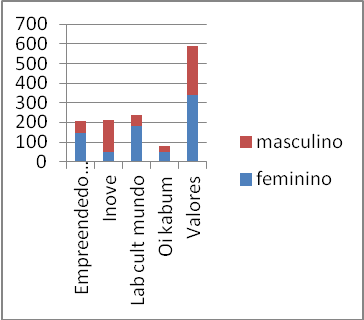 700
600
500
400
300
200
100
0
Empreendedo...
Inove
Lab cult mundo
Oi kabum
Valores
masculino
feminino